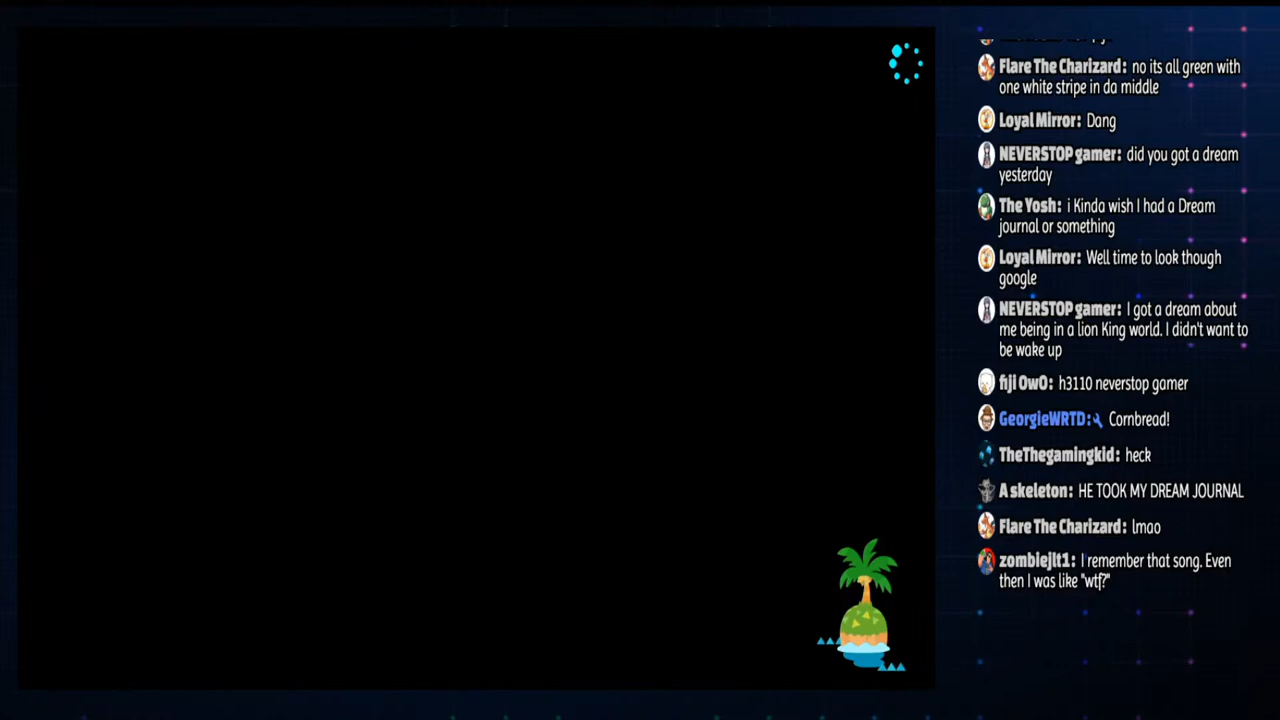 Flare The Charizard: no its all green with
one white stripe in da middle
Loyal Mirror: Dang
NEVERSTOP gamer: did you got a dream
yesterday
The Yosh: i Kinda wish I had a Dream
journal or something
Loyal Mirror: Well time to look though
google
NEVERSTOP gamer: I got a dream about
me being in a lion King world. I didn't want to
be wake up
fiji OwO: h3110 neverstop gamer
GeorgieWRTD: Cornbread!
TheThegamingkid: heck
A skeleton: HE TOOK MY DREAM JOURNAL
Flare The Charizard: lmao
zombiejlt1: I remember that song. Even
then I was like "wtf?"